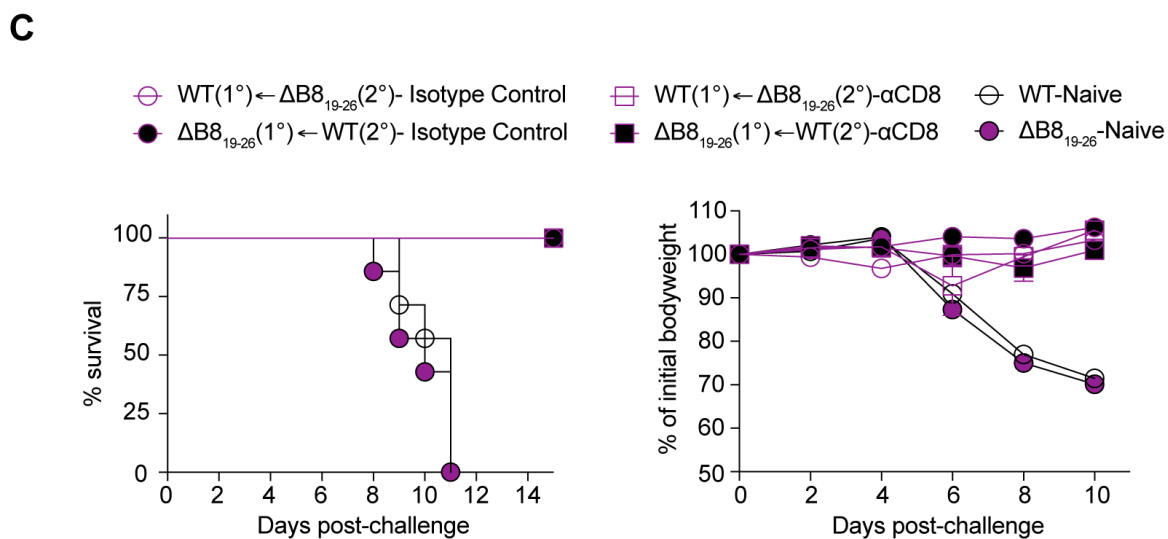 C
WT(1°)←ΔB8₁₉₋₂₆(2°)- Isotype Control
WT(1°)←ΔB8₁₉₋₂₆(2°)-αCD8
WT-Naive
ΔB8₁₉₋₂₆(1°)←WT(2°)- Isotype Control
ΔB8₁₉₋₂₆(1°)←WT(2°)-αCD8
ΔB8₁₉₋₂₆-Naive
% survival
100
75
50
25
0
0 2 4 6 8 10 12 14
Days post-challenge
% of initial bodyweight
110
100
90
80
70
60
50
0 2 4 6 8 10
Days post-challenge